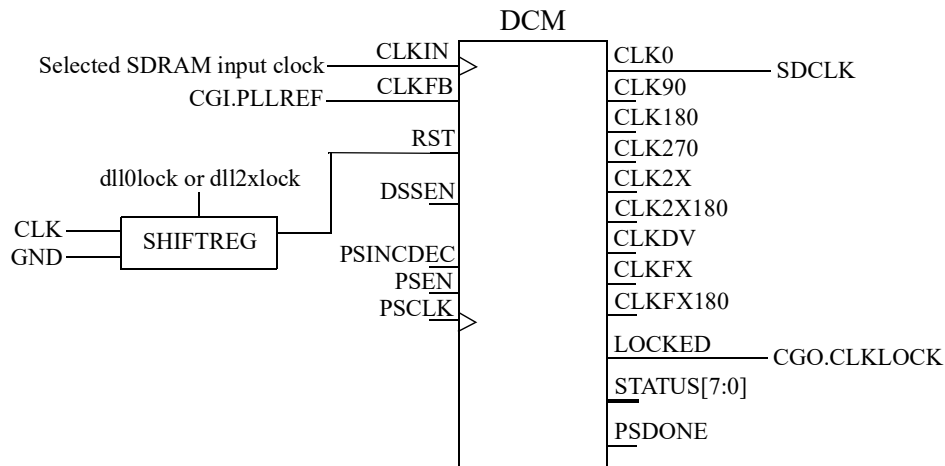 DCM
Selected SDRAM input clock
CLKIN
CLK0
SDCLK
CGI.PLLREF
CLKFB
CLK90
CLK180
RST
CLK270
dll0lock or dll2xlock
DSSEN
CLK2X
CLK2X180
CLK
SHIFTREG
GND
PSINCDEC
CLKDV
PSEN
CLKFX
PSCLK
CLKFX180
LOCKED
CGO.CLKLOCK
STATUS[7:0]
PSDONE